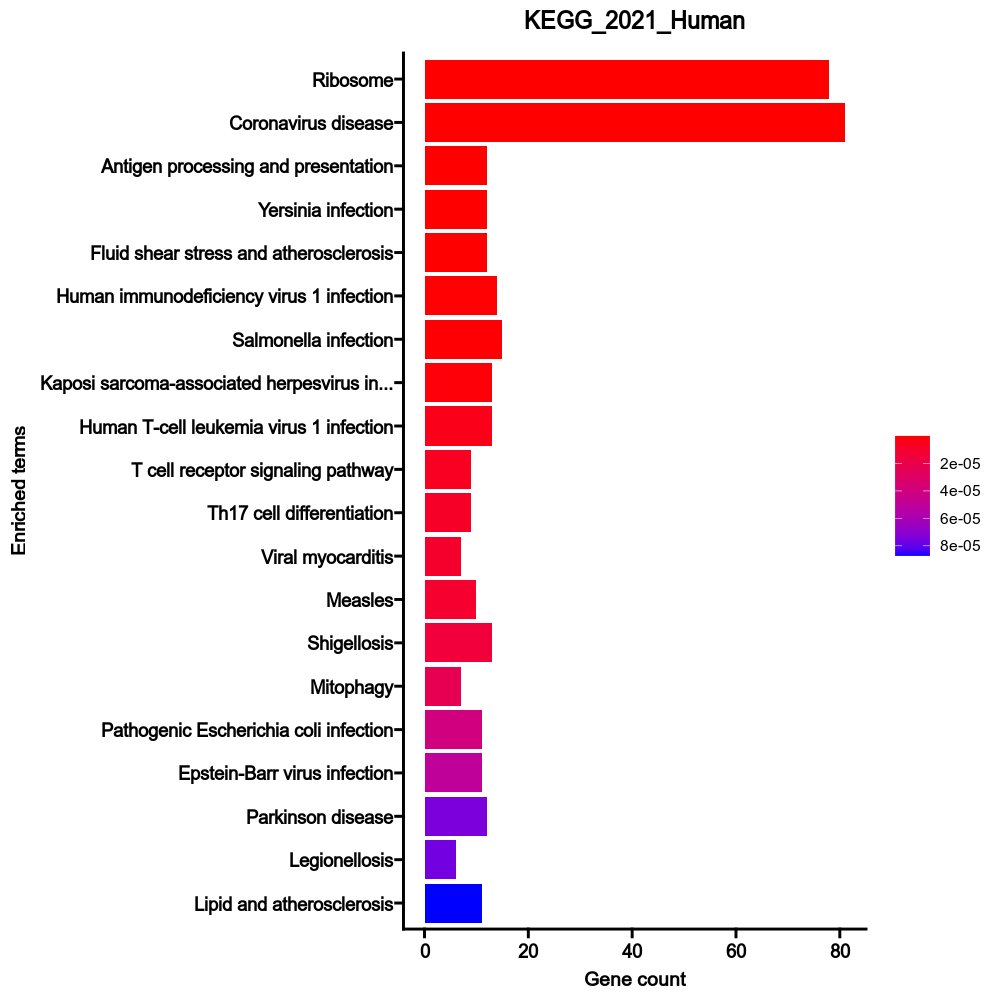 KEGG_2021_Human
Ribosome
Coronavirus disease
Antigen processing and presentation
Yersinia infection
Fluid shear stress and atherosclerosis
Human immunodeficiency virus 1 infection
Salmonella infection
Kaposi sarcoma-associated herpesvirus in...
Human T-cell leukemia virus 1 infection
T cell receptor signaling pathway
Th17 cell differentiation
Viral myocarditis
Measles
Shigellosis
Mitophagy
Pathogenic Escherichia coli infection
Epstein-Barr virus infection
Parkinson disease
Legionellosis
Lipid and atherosclerosis
Enriched terms
0 20 40 60 80
Gene count
2e-05
4e-05
6e-05
8e-05